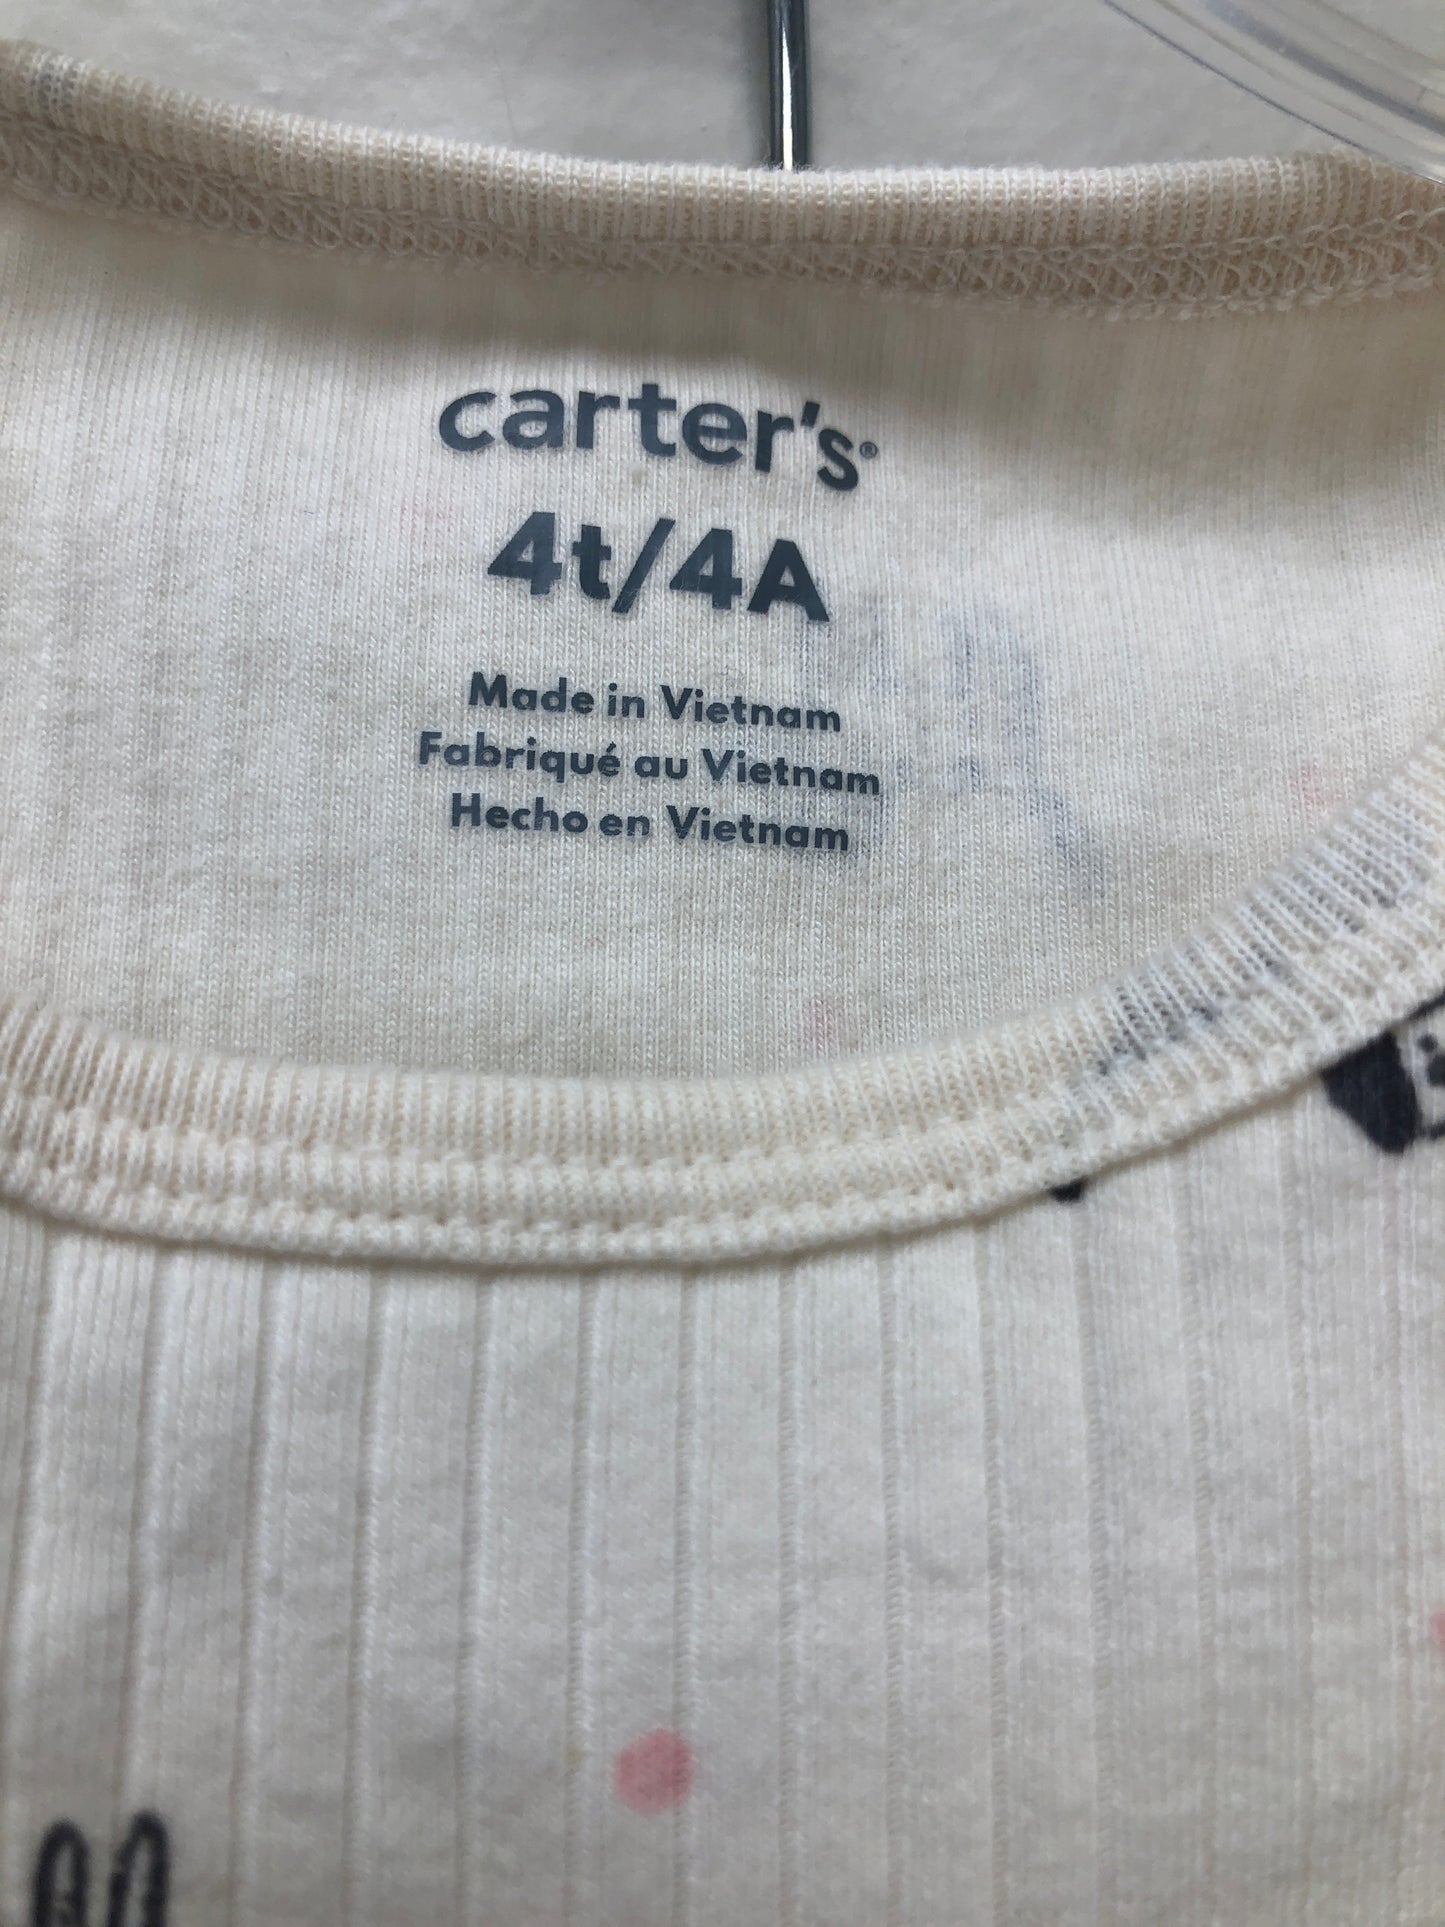 carter's®
4t/4A
Made in Vietnam
Fabriqué au Vietnam
Hecho en Vietnam